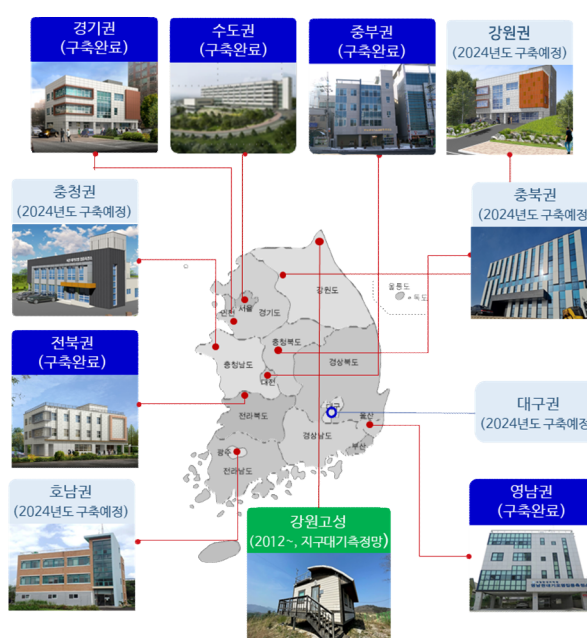 경기권
(구축완료)
수도권
(구축완료)
중부권
(구축완료)
강원권
(2024년도 구축예정)
충청권
(2024년도 구축예정)
충북권
(2024년도 구축예정
전북권
(구축완료)
대구권
(2024년도 구축예정
호남권
(2024년도 구축예정)
강원고성
(2012~, 지구대기측정망)
영남권
(구축완료)
강원도
울릉도
독도
서울
인천
경기도
충청북도
충청남도
경상북도
대전
전라북도
울산
경상남도
부산
광주
전라남도